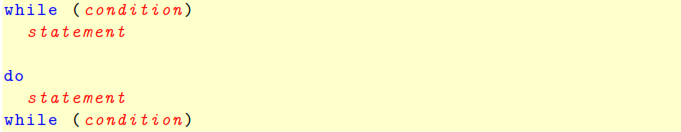 while (condition)
statement
do
statement
while (condition)